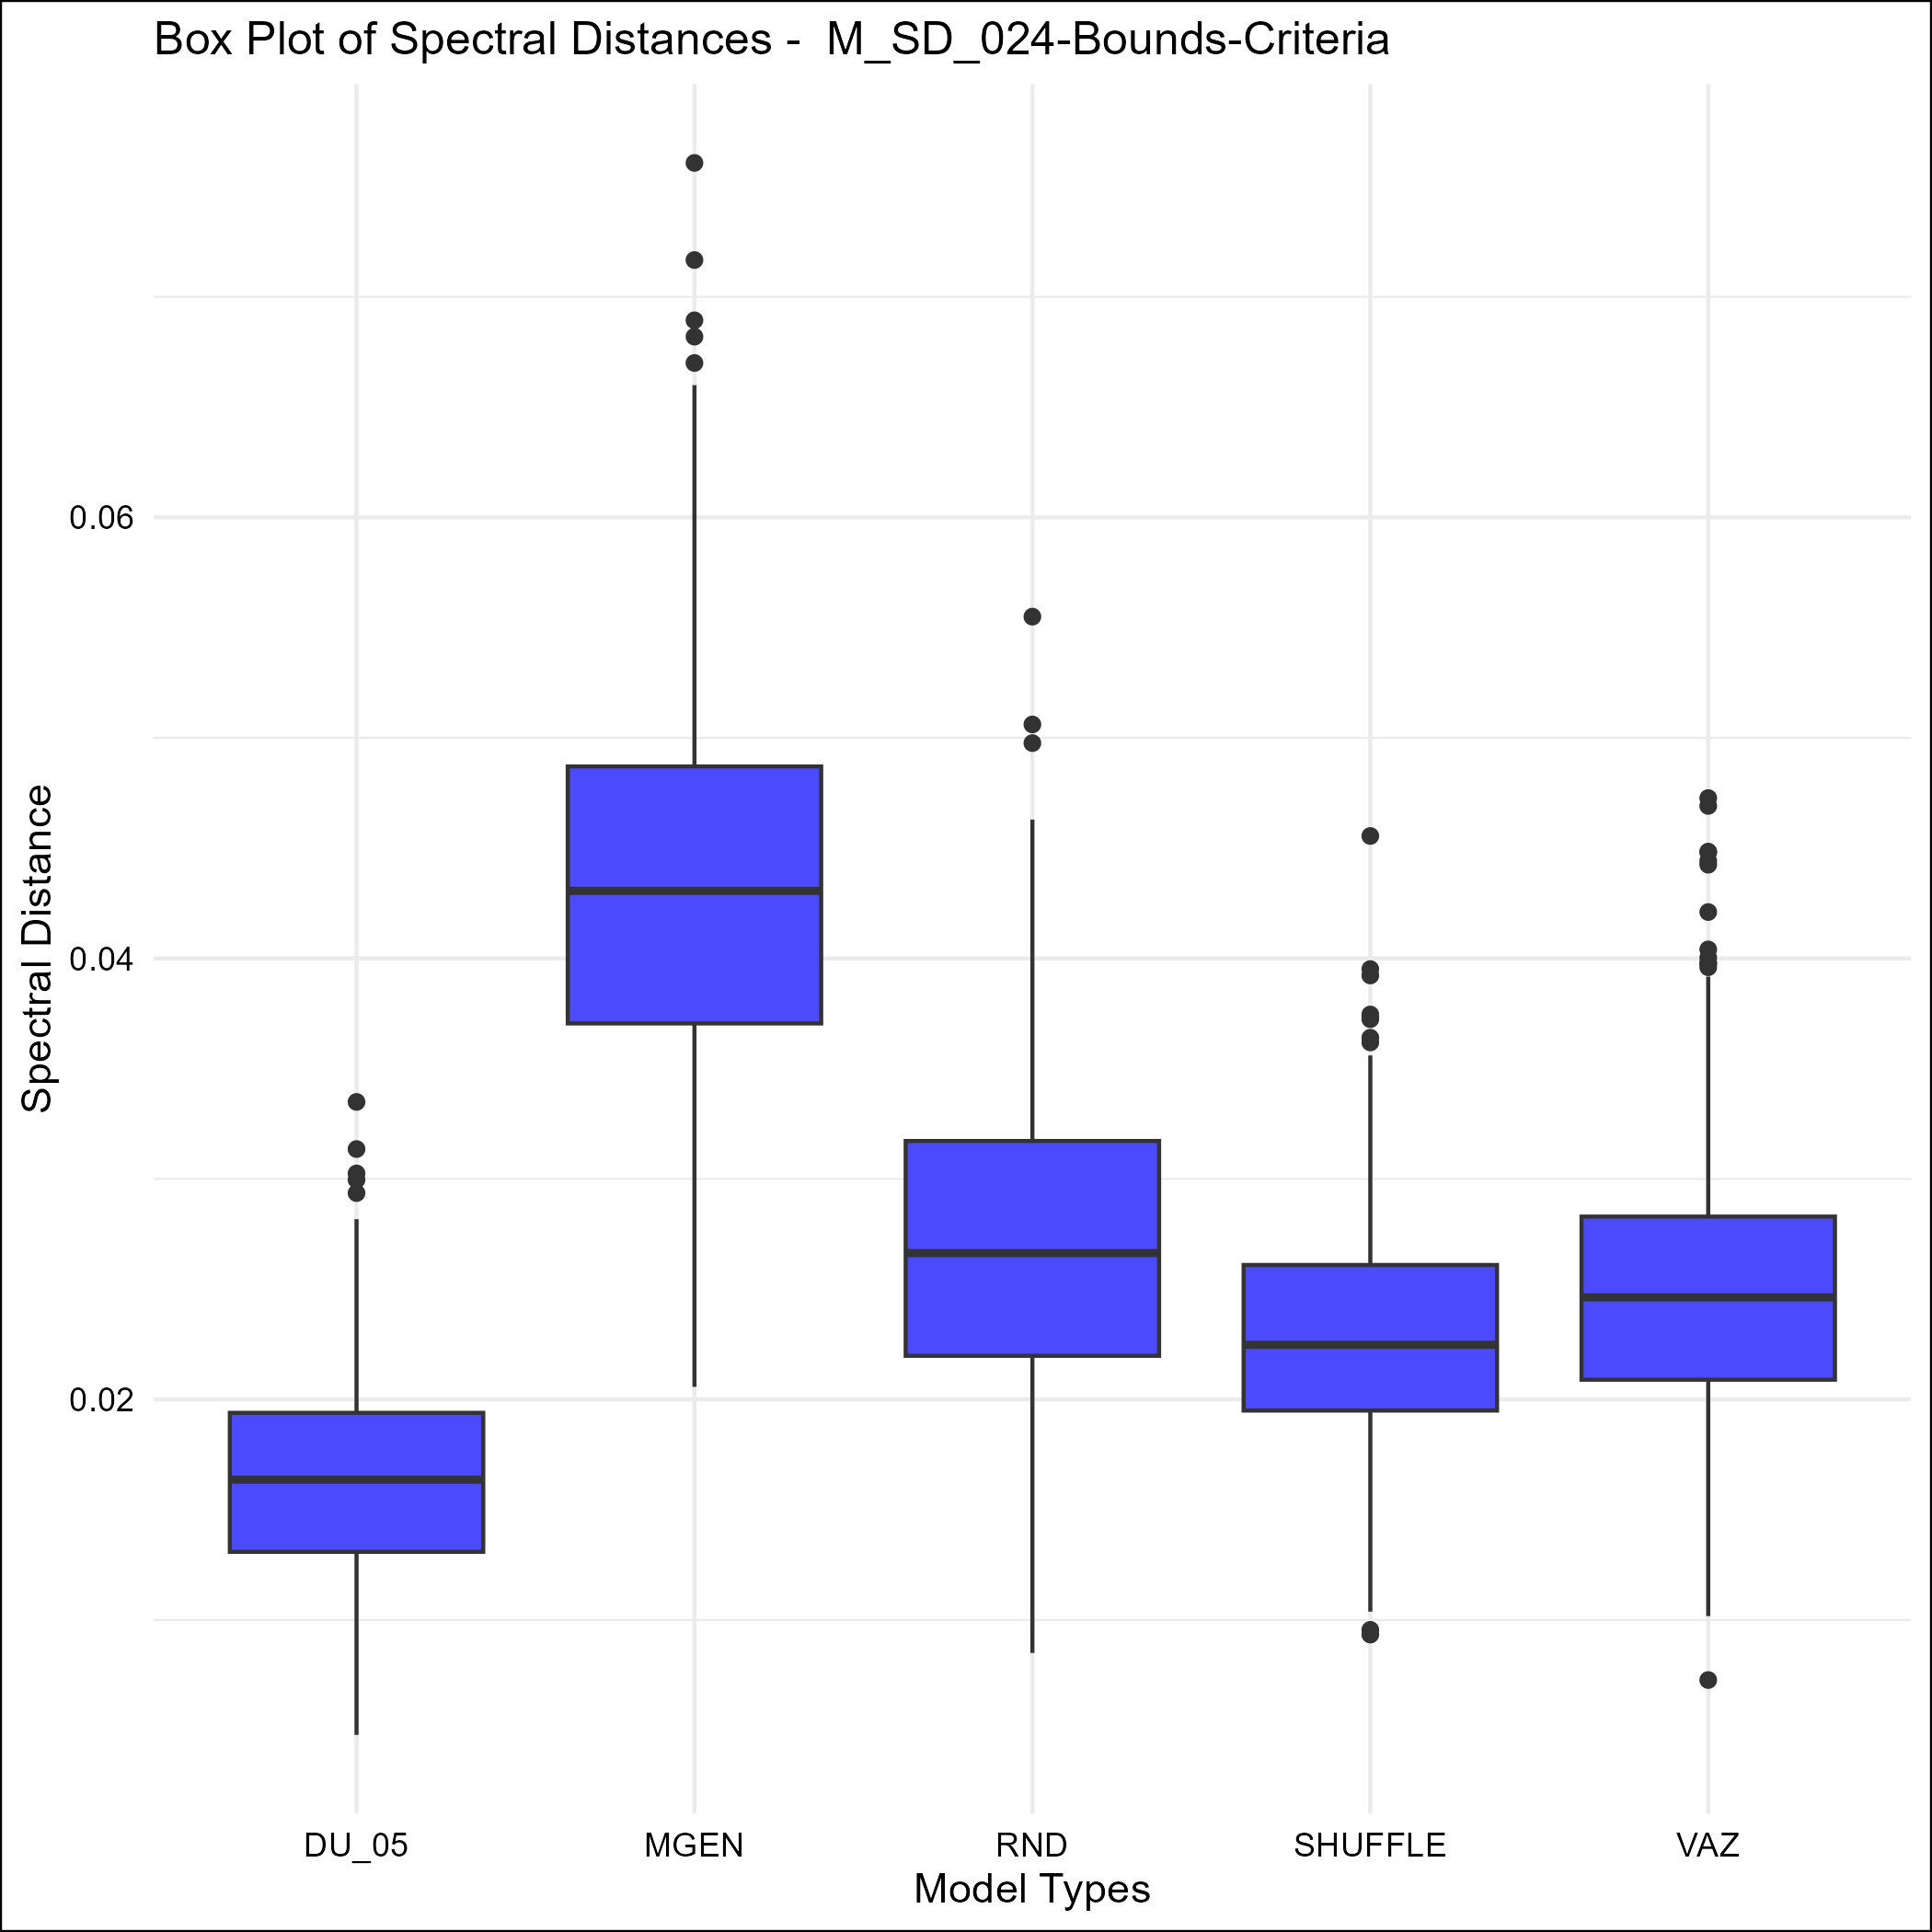 Box Plot of Spectral Distances -  M_SD_024-Bounds-Criteria
0.06
0.04
0.02
Spectral Distance
DU_05 MGEN RND SHUFFLE VAZ
Model Types